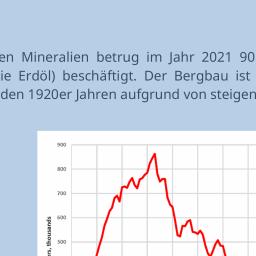 en Mineralien betrug im Jahr 2021 90
ie Erdöl) beschäftigt. Der Bergbau ist
den 1920er Jahren aufgrund von steigen
900
800
700
600
500
rs, thousands